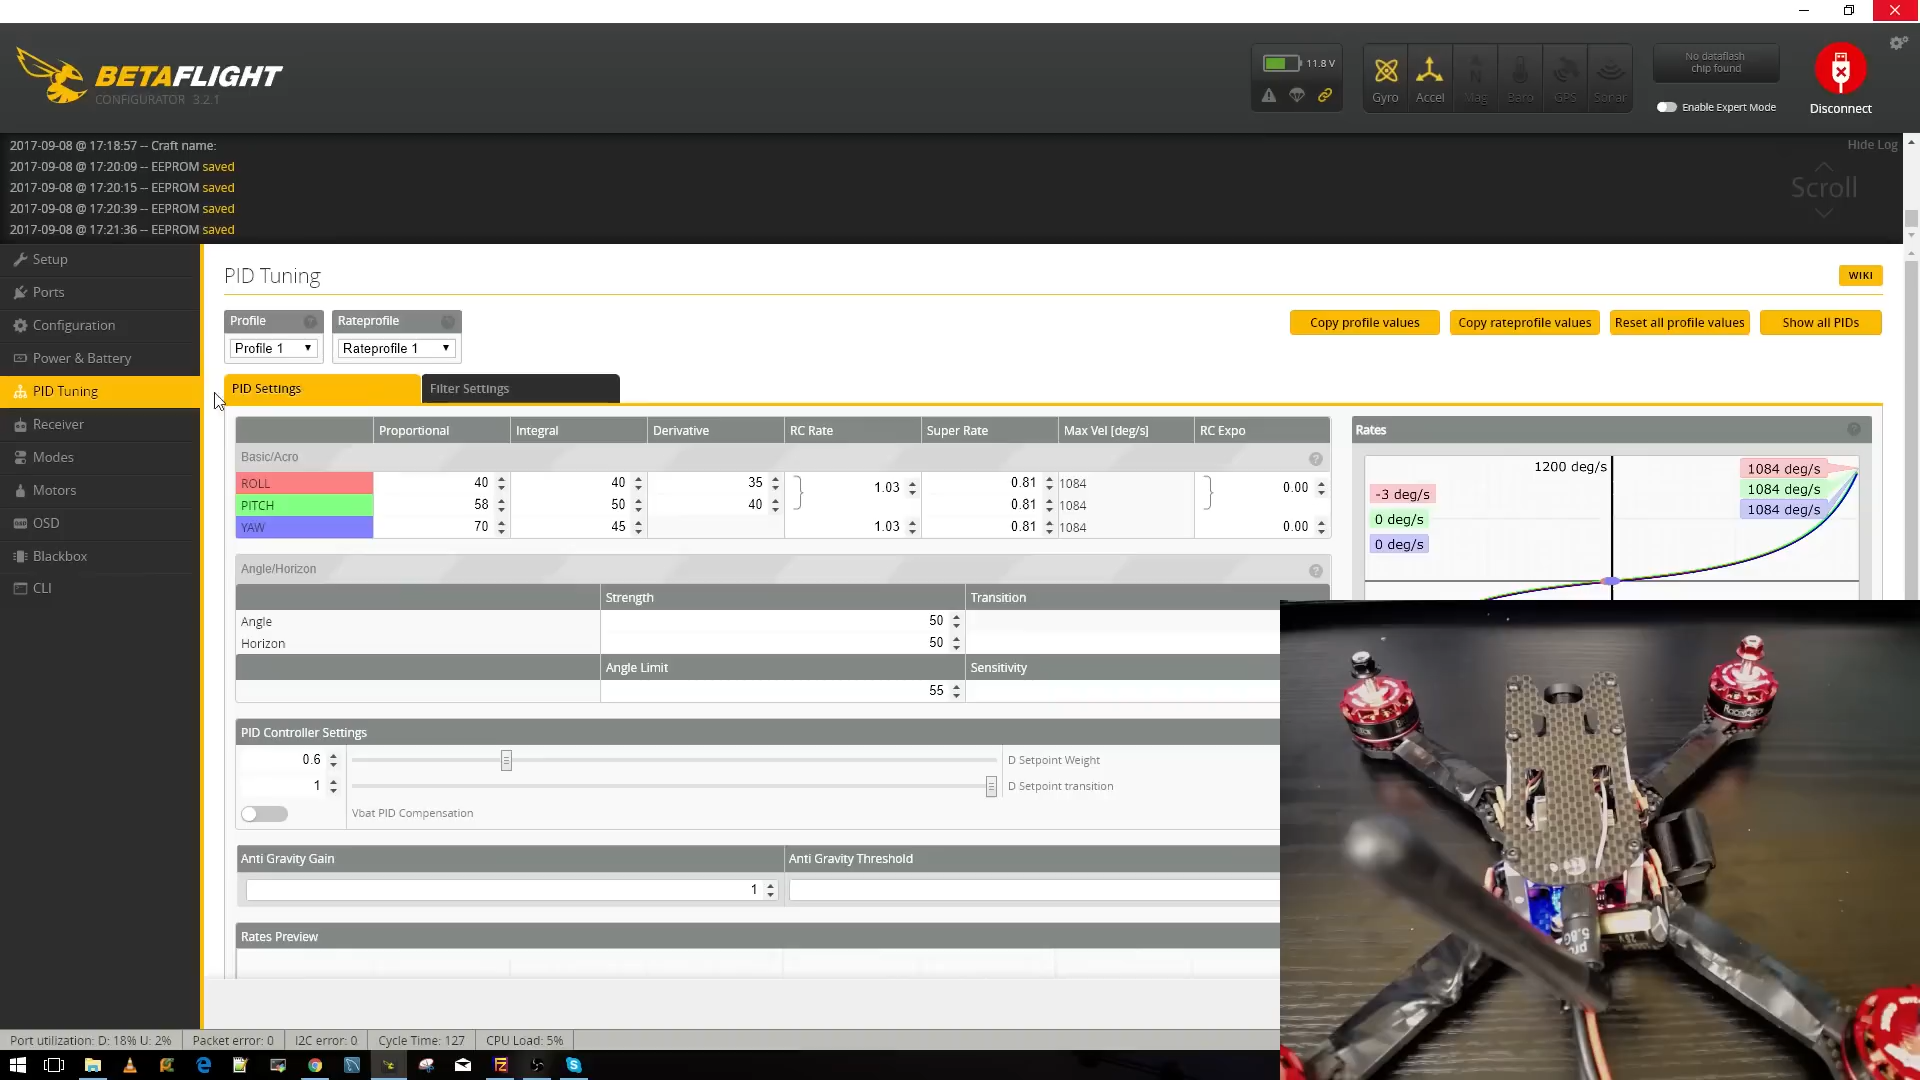 BETAFLIGHT
CONFIGURATOR 3.2.1
11.8 V
Gyro
Accel
Mag
Baro
GPS
Sonar
No dataflash
chip found
Enable Expert Mode
Disconnect
2017-09-08 @ 17:18:57 -- Craft name:
2017-09-08 @ 17:20:09 -- EEPROM saved
2017-09-08 @ 17:20:15 -- EEPROM saved
2017-09-08 @ 17:20:39 -- EEPROM saved
2017-09-08 @ 17:21:36 -- EEPROM saved
Hide Log
Scroll
Setup
Ports
Configuration
Power & Battery
PID Tuning
Receiver
Modes
Motors
OSD
Blackbox
CLI
PID Tuning
WIKI
Profile
Profile 1
Rateprofile
Rateprofile 1
Copy profile values
Copy rateprofile values
Reset all profile values
Show all PIDs
PID Settings
Filter Settings
Proportional Integral Derivative RC Rate Super Rate Max Vel [deg/s] RC Expo
Basic/Acro
ROLL 40 40 35 1.03 0.81 1084 0.00
PITCH 58 50 40 0.81 1084
YAW 70 45 1.03 0.81 1084 0.00
Rates
1200 deg/s
1084 deg/s
1084 deg/s
1084 deg/s
-3 deg/s
0 deg/s
0 deg/s
Angle/Horizon
Strength Transition
Angle 50
Horizon 50
Angle Limit Sensitivity
55
PID Controller Settings
0.6 D Setpoint Weight
1 D Setpoint transition
Vbat PID Compensation
Anti Gravity Gain Anti Gravity Threshold
1
Rates Preview
5.8G
Port utilization: D: 18% U: 2% Packet error: 0 I2C error: 0 Cycle Time: 127 CPU Load: 5%